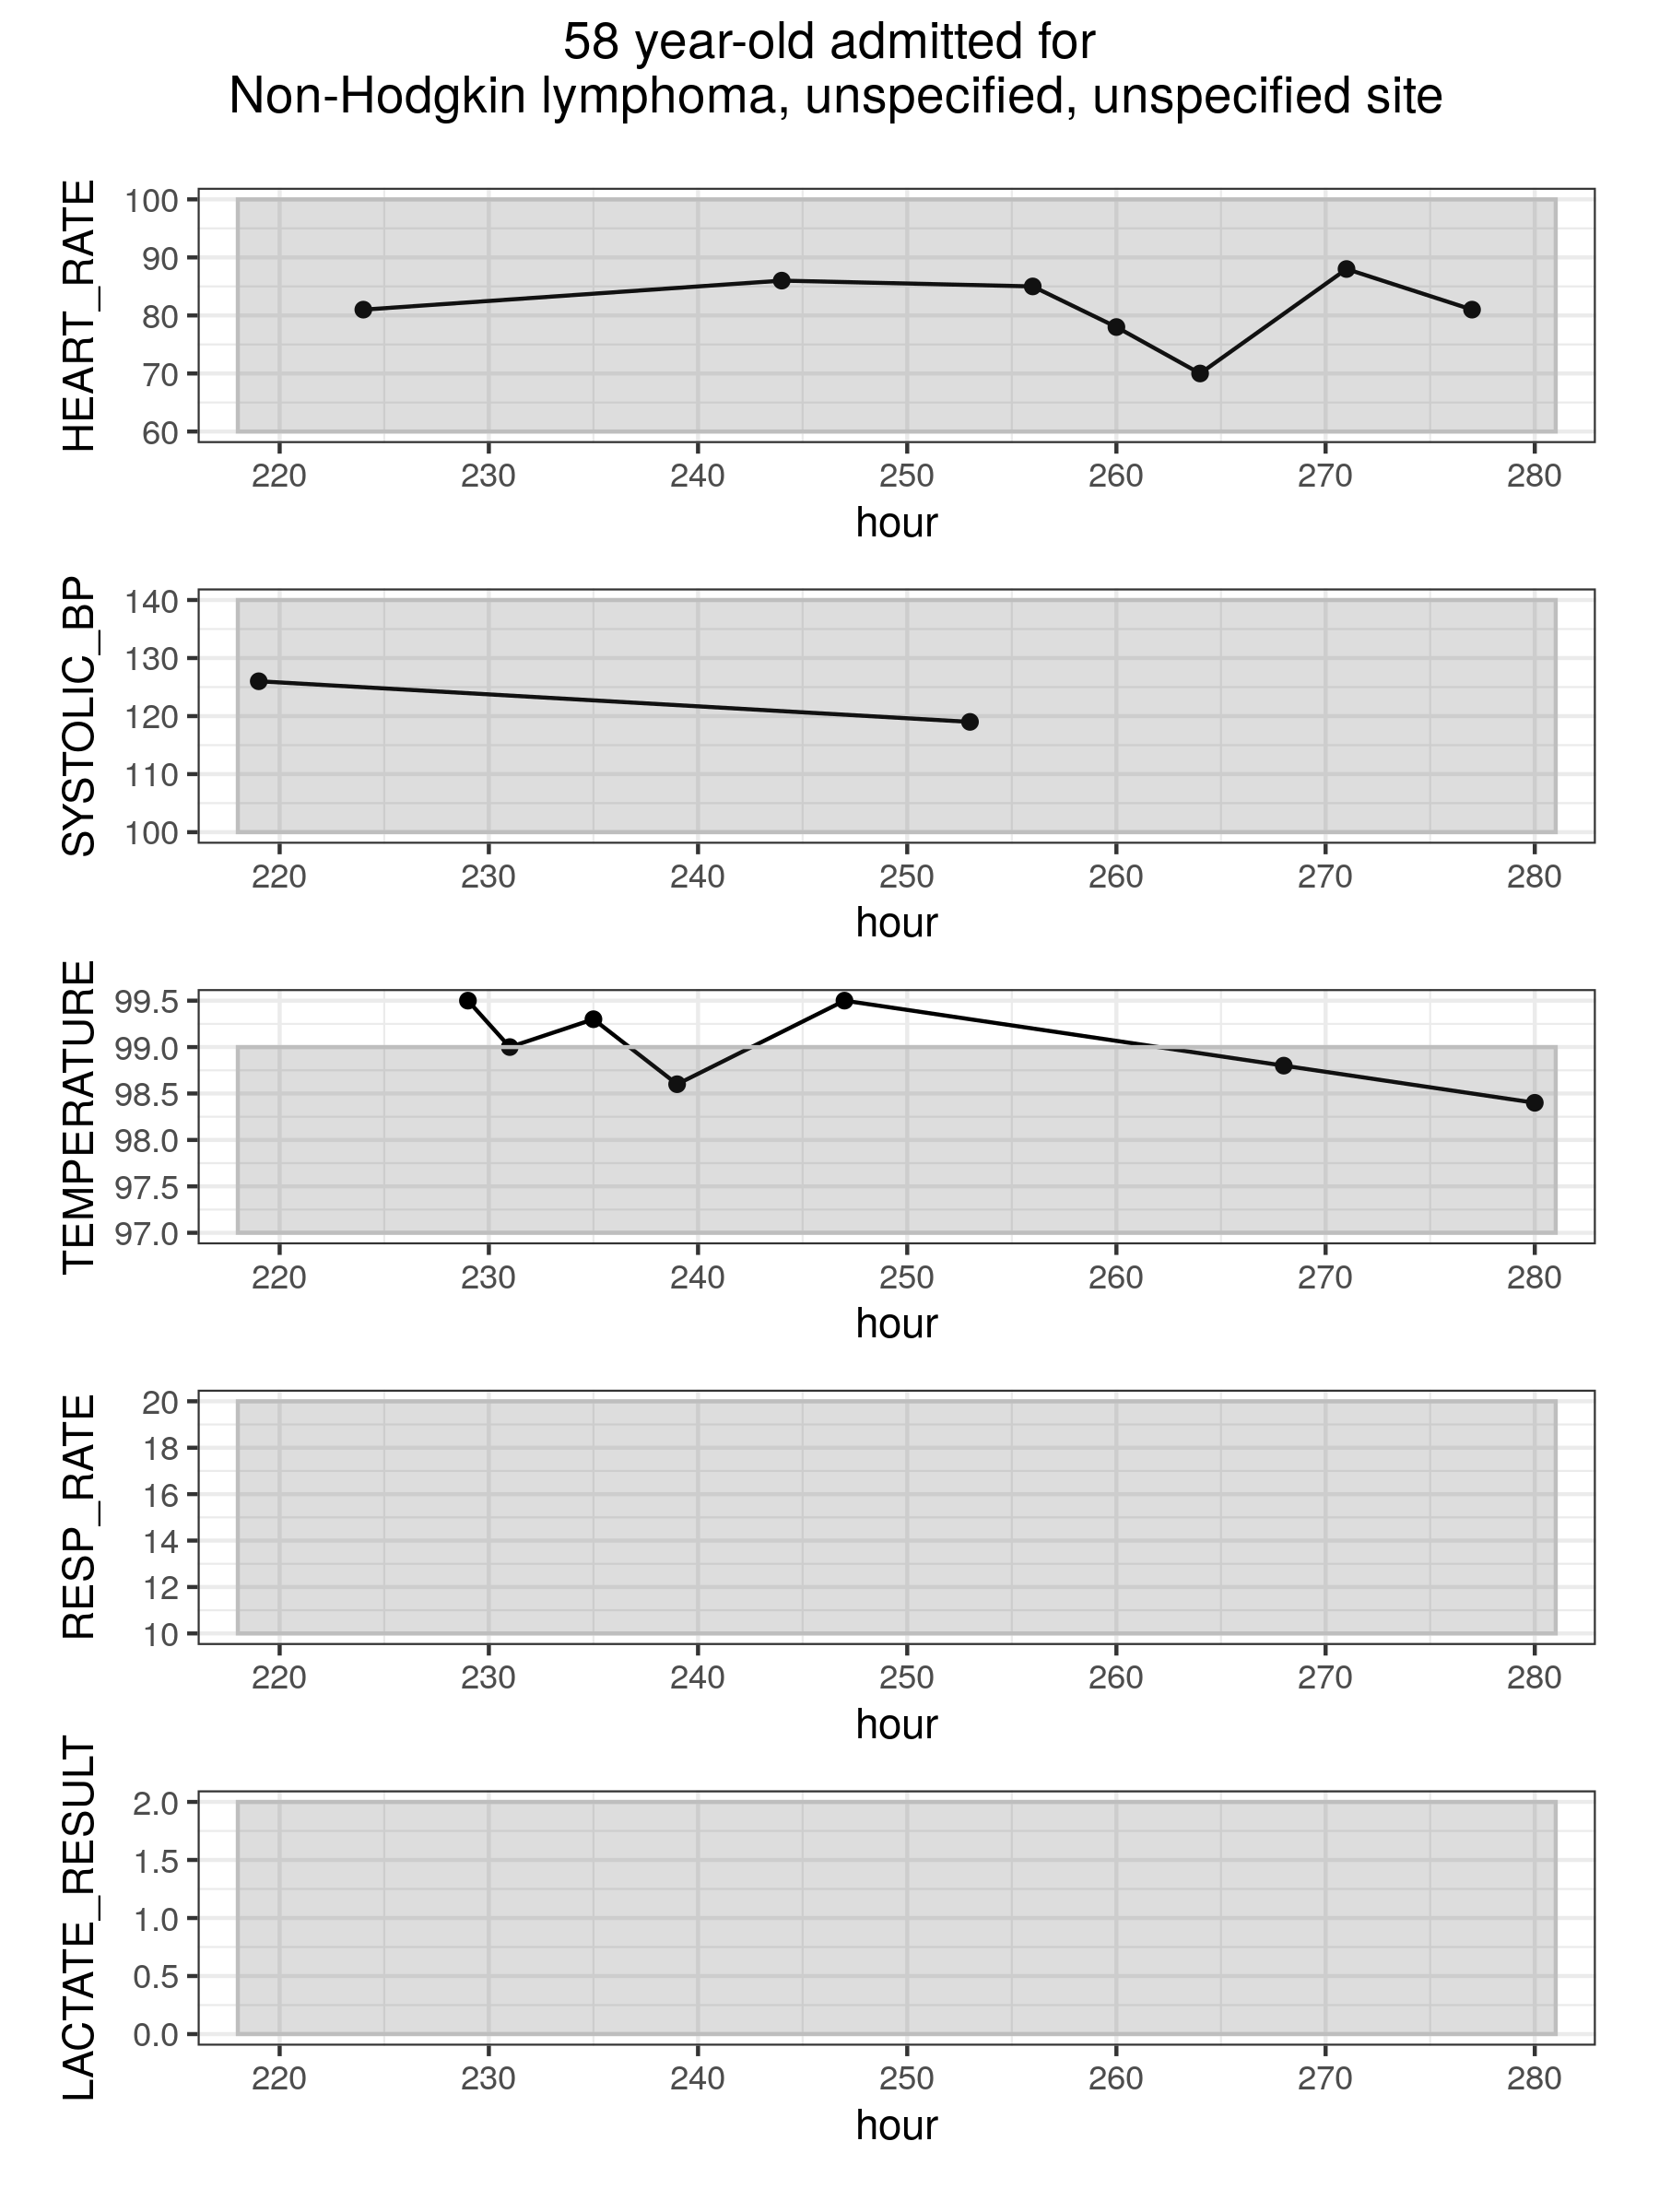 58 year-old admitted for
Non-Hodgkin lymphoma, unspecified, unspecified site
HEART_RATE
100
90
80
70
60
220 230 240 250 260 270 280
hour
SYSTOLIC_BP
140
130
120
110
100
220 230 240 250 260 270 280
hour
TEMPERATURE
99.5
99.0
98.5
98.0
97.5
97.0
220 230 240 250 260 270 280
hour
RESP_RATE
20
18
16
14
12
10
220 230 240 250 260 270 280
hour
LACTATE_RESULT
2.0
1.5
1.0
0.5
0.0
220 230 240 250 260 270 280
hour